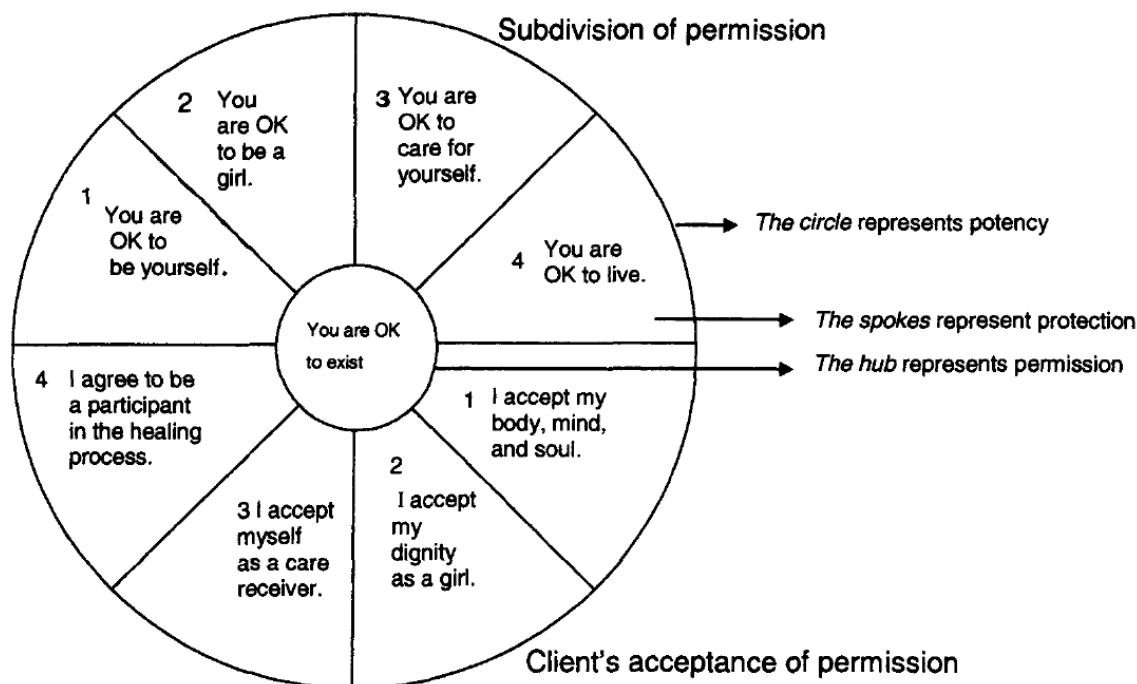 Subdivision of permission
1
You are
OK to
be yourself.
2 You
are OK
to be a
girl.
3 You are
OK to
care for
yourself.
4 You are
OK to live.
The circle represents potency
The spokes represent protection
The hub represents permission
You are OK
to exist
1 I accept my
body, mind,
and soul.
2
I accept
my
dignity
as a girl.
3 I accept
myself
as a care
receiver.
4 I agree to be
a participant
in the healing
process.
Client's acceptance of permission